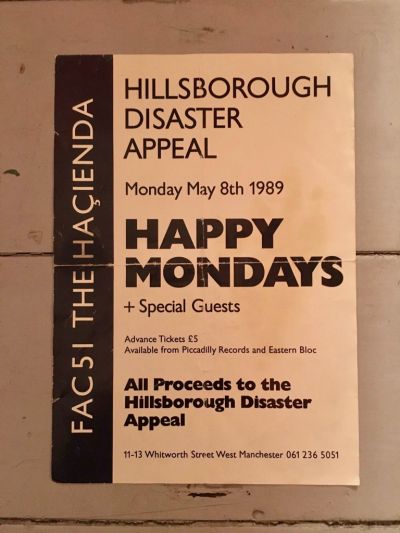 FAC51 THE HAÇIENDA
HILLSBOROUGH
DISASTER
APPEAL
Monday May 8th 1989
HAPPY
MONDAYS
+ Special Guests
Advance Tickets £5
Available from Piccadilly Records and Eastern Bloc
All Proceeds to the
Hillsborough Disaster
Appeal
11-13 Whitworth Street West Manchester 061 236 5051